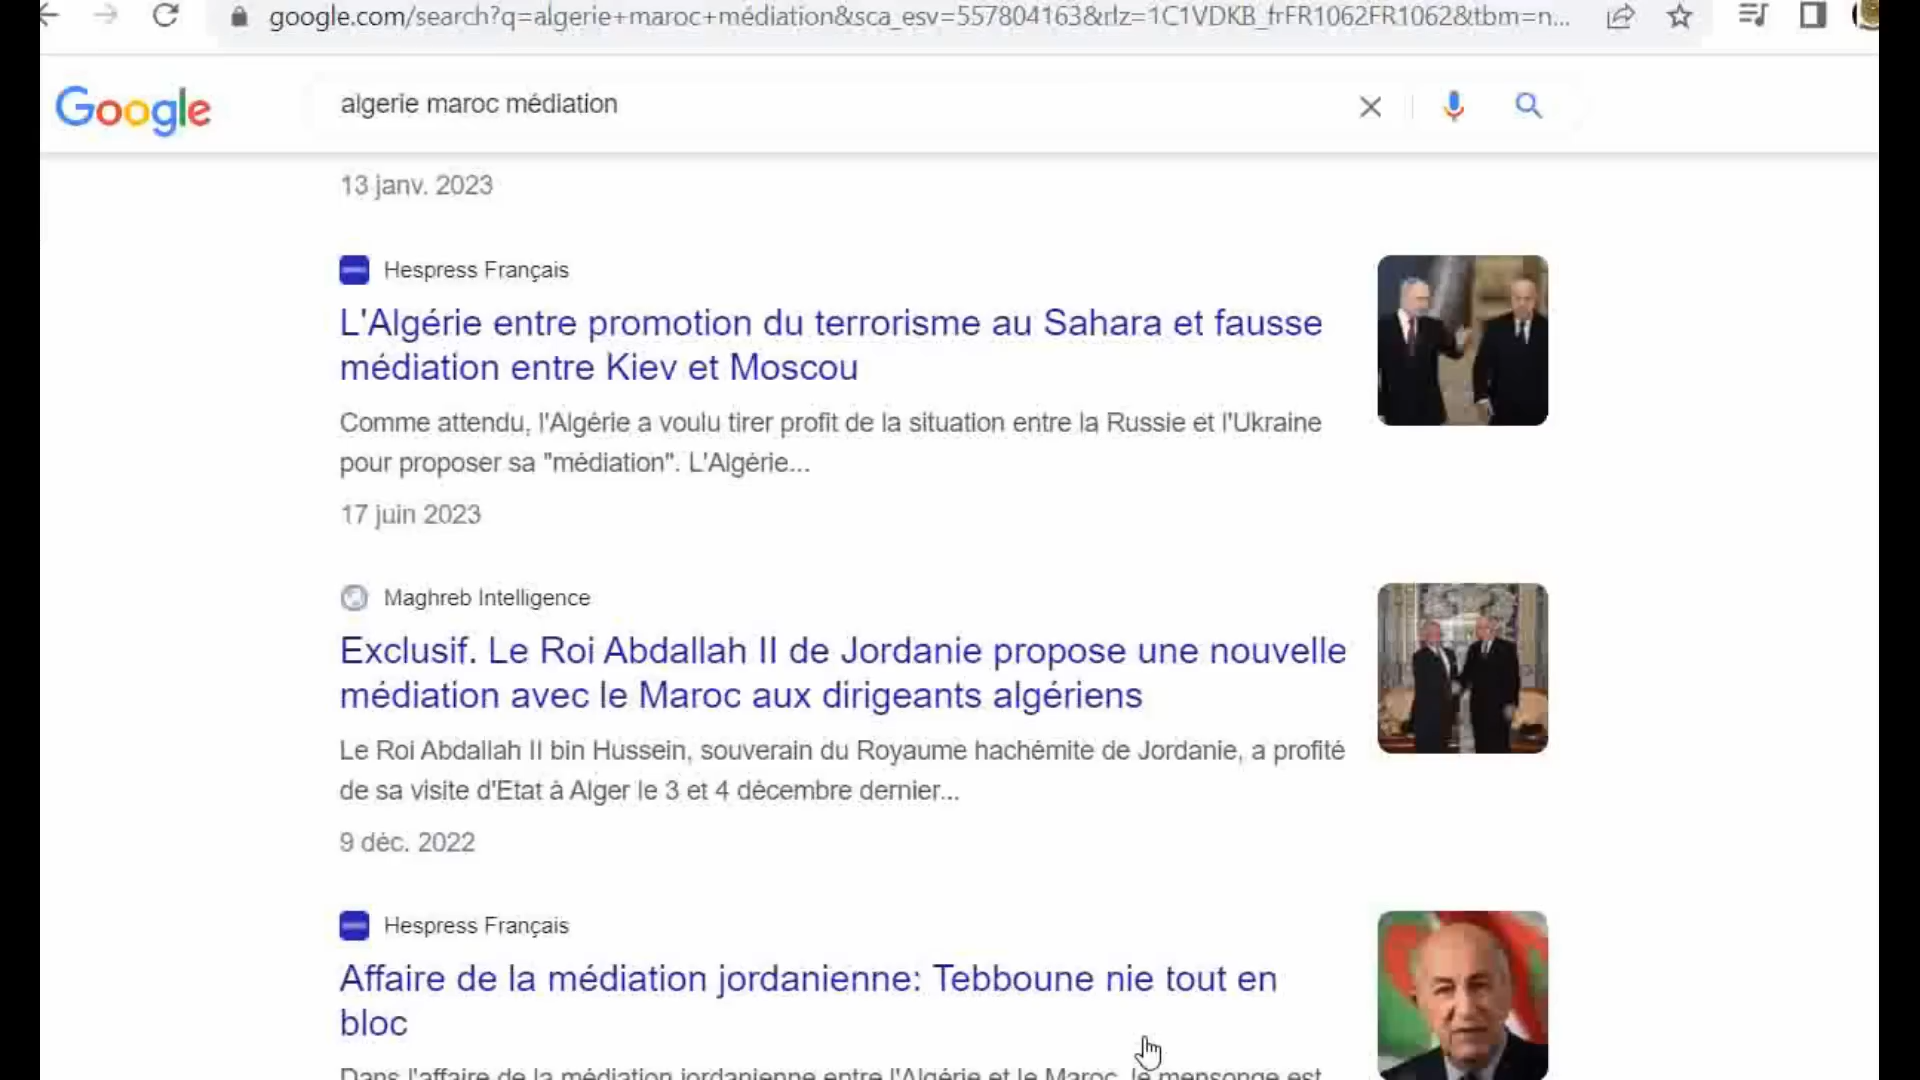 google.com/search?q=algerie+maroc+médiation&sca_esv=557804163&rlz=1C1VDKB_frFR1062FR1062&tbm=n...
Google
algerie maroc médiation
13 janv. 2023
Hespress Français
L'Algérie entre promotion du terrorisme au Sahara et fausse
médiation entre Kiev et Moscou
Comme attendu, l'Algérie a voulu tirer profit de la situation entre la Russie et l'Ukraine
pour proposer sa "médiation". L'Algérie...
17 juin 2023
Maghreb Intelligence
Exclusif. Le Roi Abdallah II de Jordanie propose une nouvelle
médiation avec le Maroc aux dirigeants algériens
Le Roi Abdallah II bin Hussein, souverain du Royaume hachémite de Jordanie, a profité
de sa visite d'Etat à Alger le 3 et 4 décembre dernier...
9 déc. 2022
Hespress Français
Affaire de la médiation jordanienne: Tebboune nie tout en
bloc
Dans l'affaire de la médiation jordanienne entre l'Algérie et le Maroc, le mensonge est